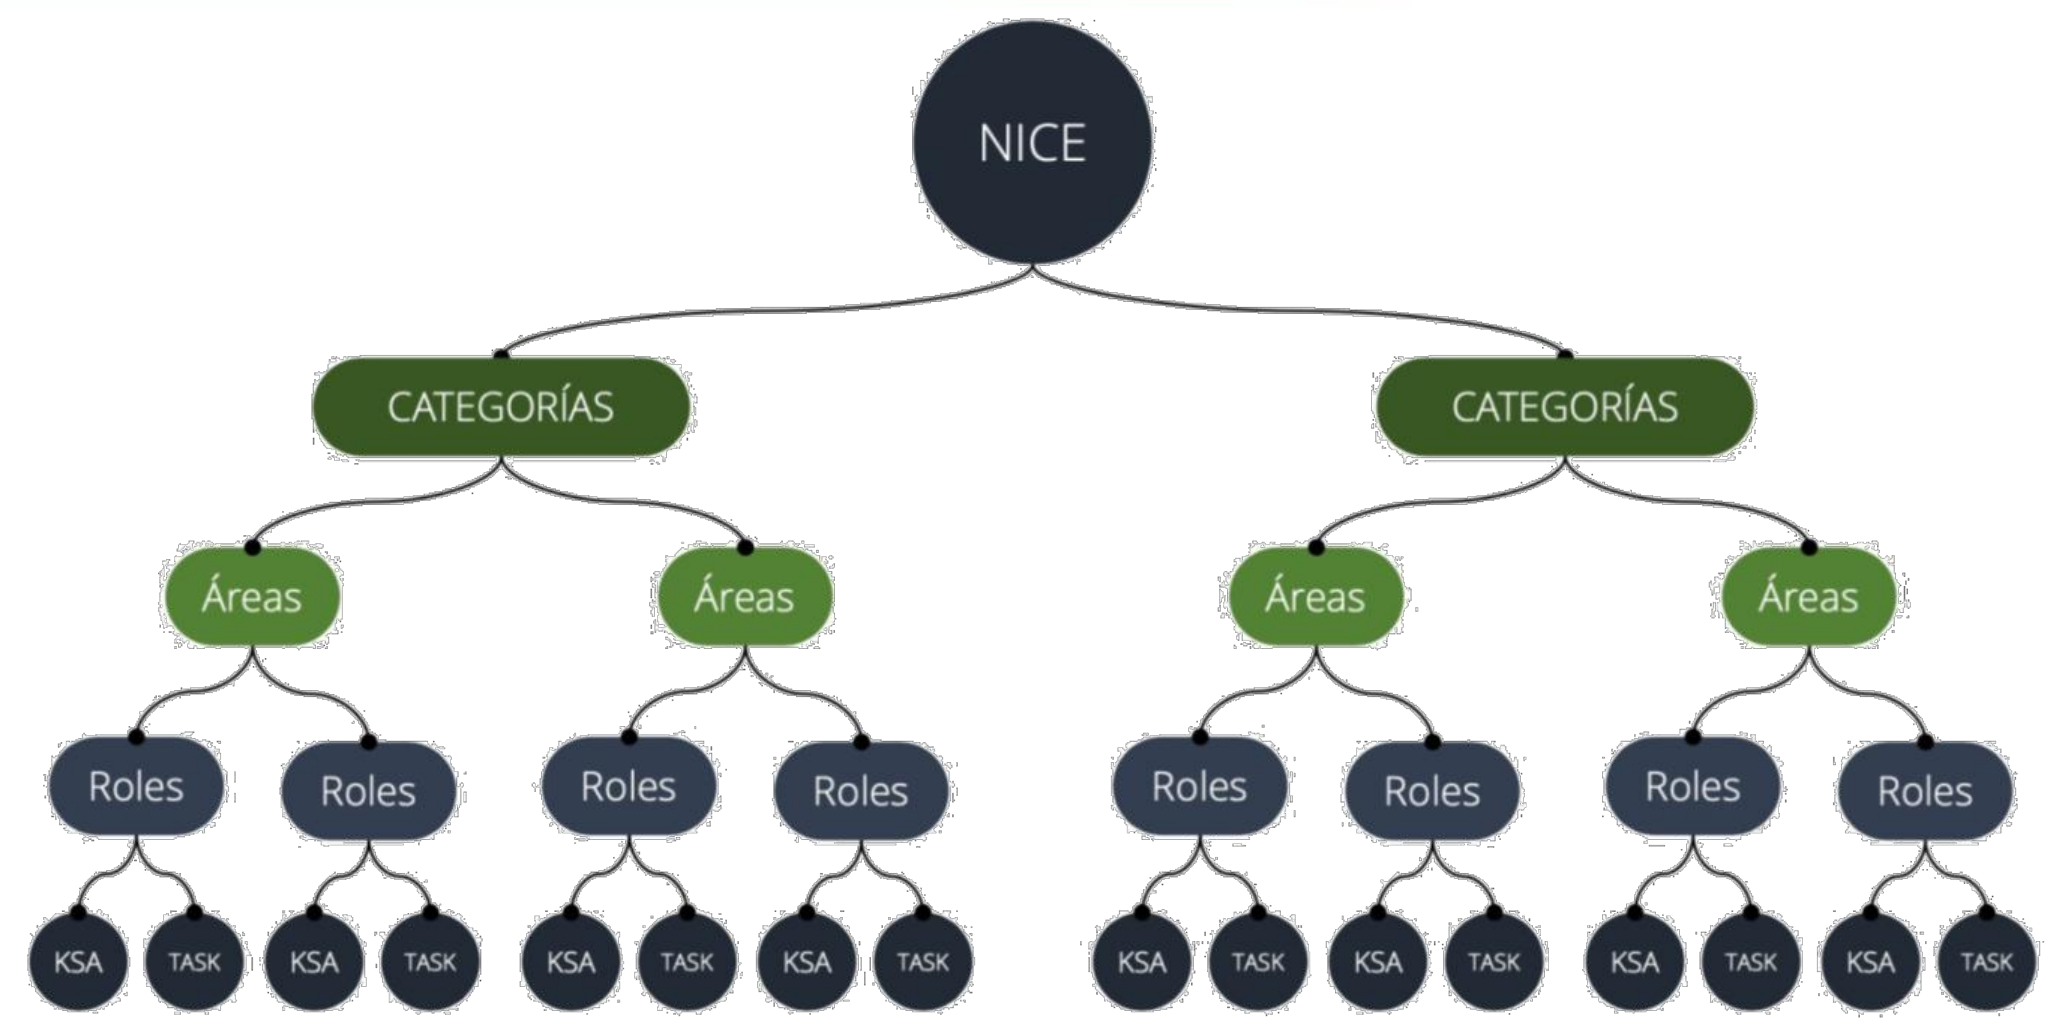 NICE
CATEGORÍAS
CATEGORÍAS
Áreas
Áreas
Áreas
Áreas
Roles
Roles
Roles
Roles
Roles
Roles
Roles
Roles
KSA
TASK
KSA
TASK
KSA
TASK
KSA
TASK
KSA
TASK
KSA
TASK
KSA
TASK
KSA
TASK